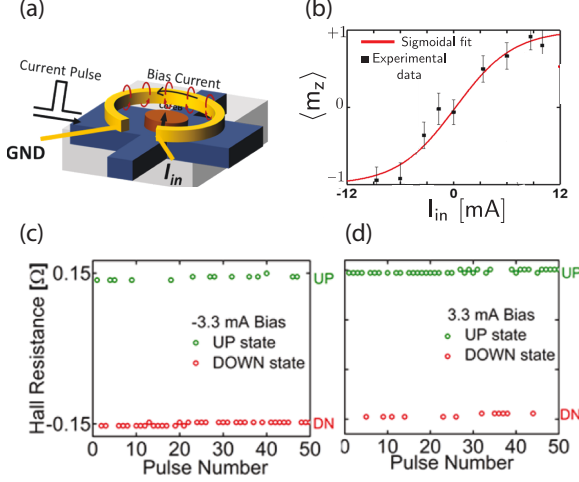 (a)
Current Pulse
Bias Current
GND
I_in
(b)
⟨m_z⟩
+1
0
-1
Sigmoidal fit
Experimental
data
-12
0
12
I_in [mA]
(c)
Hall Resistance [Ω]
0.15
-0.15
UP
-3.3 mA Bias
UP state
DOWN state
DN
0 10 20 30 40 50
Pulse Number
(d)
UP
3.3 mA Bias
UP state
DOWN state
DN
0 10 20 30 40 50
Pulse Number